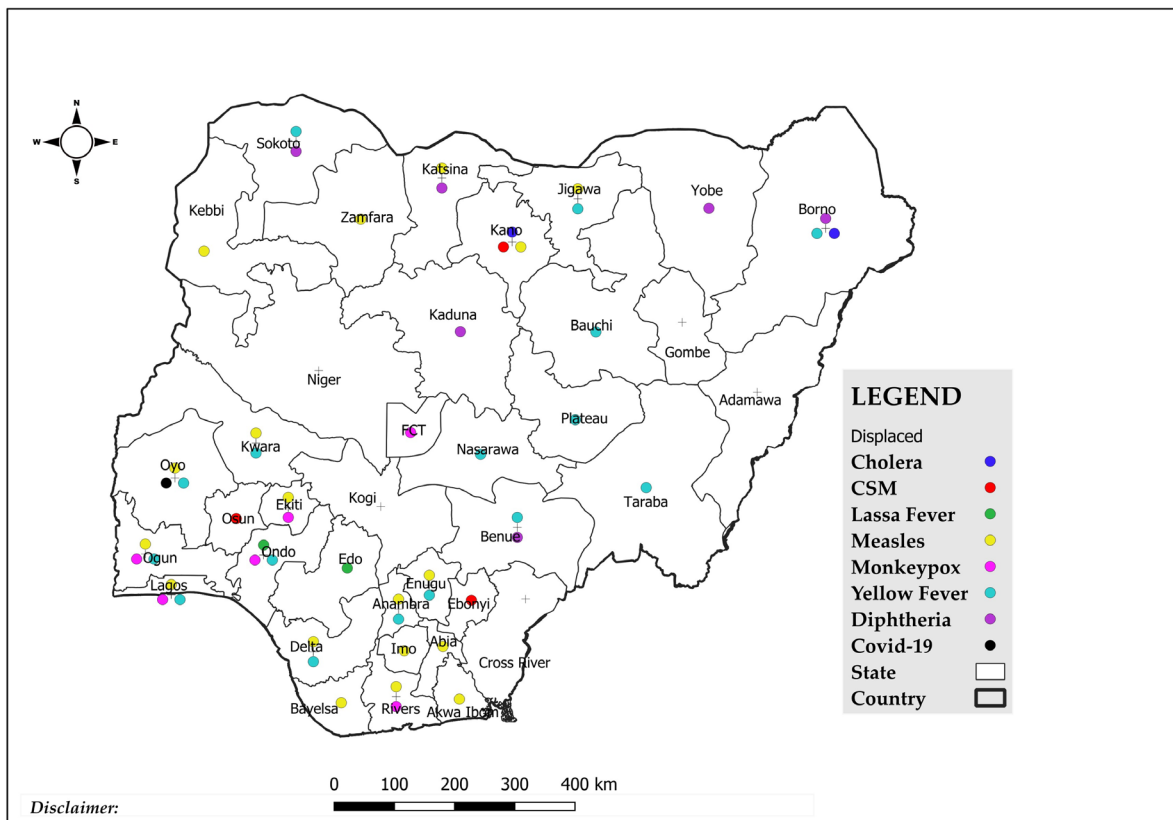 N
W E
S
Sokoto
Katsina
Jigawa
Yobe
Borno
Kebbi
Zamfara
Kano
Kaduna
Bauchi
Gombe
Niger
Adamawa
FCT
Plateau
Kwara
Nasarawa
Oyo
Ekiti
Kogi
Taraba
Osun
Benue
Ogun
Ondo
Edo
Lagos
Enugu
Anambra
Ebonyi
Delta
Imo
Abia
Cross River
Bayelsa
Rivers
Akwa Ibom
LEGEND
Displaced
Cholera
CSM
Lassa Fever
Measles
Monkeypox
Yellow Fever
Diphtheria
Covid-19
State
Country
0 100 200 300 400 km
Disclaimer: